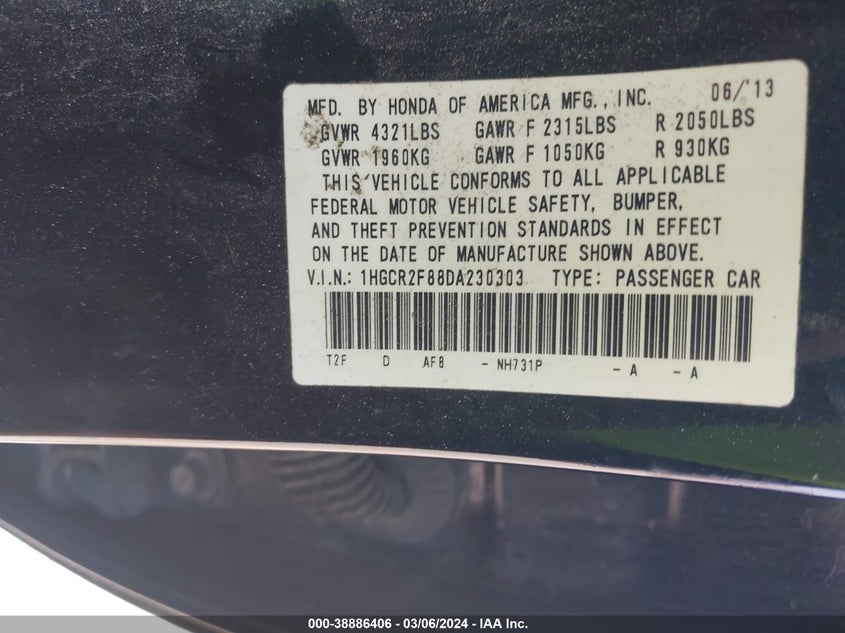 MFD. BY HONDA OF AMERICA MFG., INC. 06/'13
GVWR 4321LBS GAWR F 2315LBS R 2050LBS
GVWR 1960KG GAWR F 1050KG R 930KG
THIS VEHICLE CONFORMS TO ALL APPLICABLE
FEDERAL MOTOR VEHICLE SAFETY, BUMPER,
AND THEFT PREVENTION STANDARDS IN EFFECT
ON THE DATE OF MANUFACTURE SHOWN ABOVE.
V.I.N.: 1HGCR2F88DA230303 TYPE: PASSENGER CAR
T2F D AF8 - NH731P - A - A
000-38886406 - 03/06/2024 - IAA Inc.